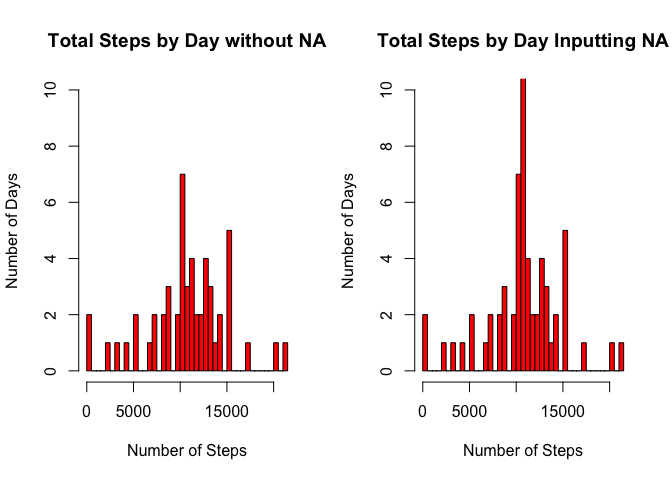 Total Steps by Day without NA
Number of Days
0
2
4
6
8
10
0 5000 15000
Number of Steps
Total Steps by Day Inputting NA
Number of Days
0
2
4
6
8
10
0 5000 15000
Number of Steps